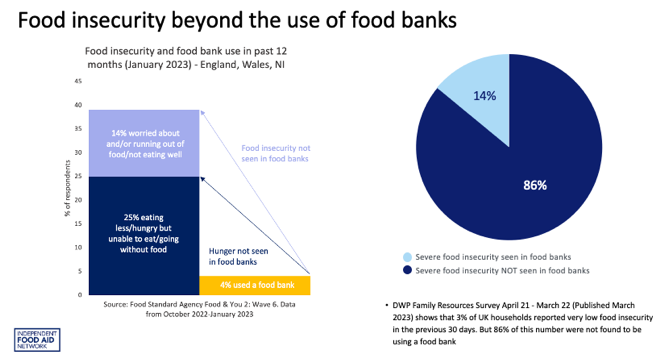 Food insecurity beyond the use of food banks
Food insecurity and food bank use in past 12
months (January 2023) - England, Wales, NI
% of respondents
45
40
35
30
25
20
15
10
5
0
14% worried about
and/or running out of
food/not eating well
25% eating
less/hungry but
unable to eat/going
without food
Food insecurity not
seen in food banks
Hunger not seen
in food banks
4% used a food bank
Source: Food Standard Agency Food & You 2: Wave 6. Data
from October 2022-January 2023
14%
86%
Severe food insecurity seen in food banks
Severe food insecurity NOT seen in food banks
• DWP Family Resources Survey April 21 - March 22 (Published March
2023) shows that 3% of UK households reported very low food insecurity
in the previous 30 days. But 86% of this number were not found to be
using a food bank
INDEPENDENT
FOOD AID
NETWORK